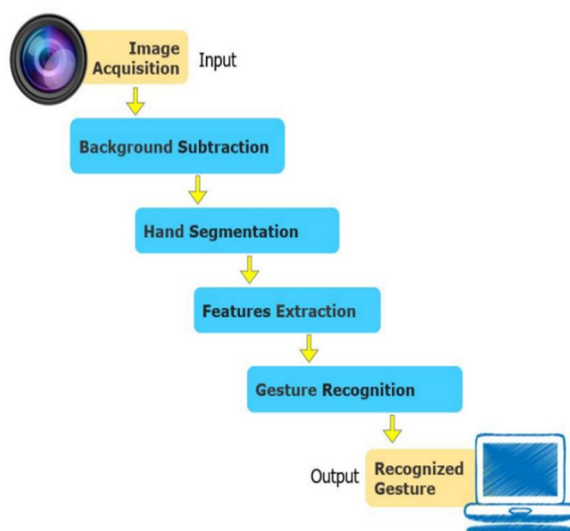 Image
Acquisition
Input
Background Subtraction
Hand Segmentation
Features Extraction
Gesture Recognition
Output
Recognized
Gesture